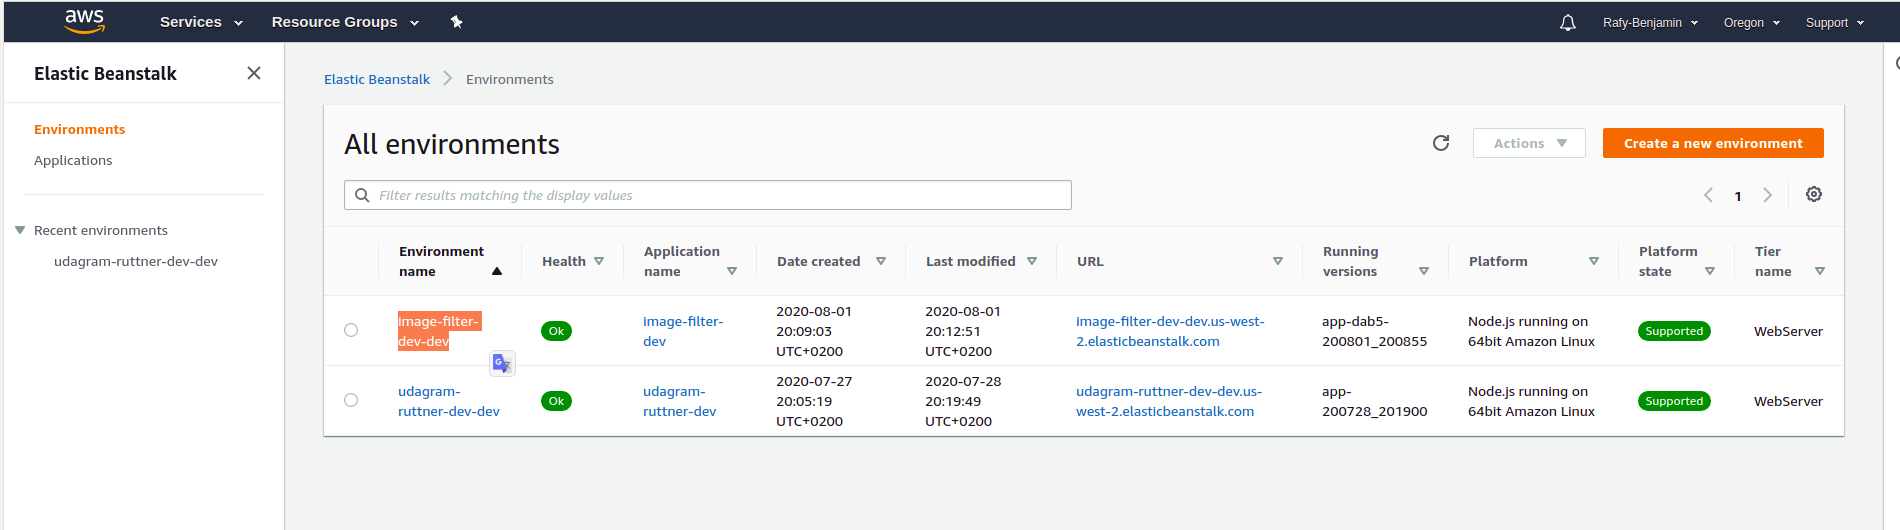 aws Services Resource Groups Rafy-Benjamin Oregon Support
Elastic Beanstalk
Environments
Applications
Recent environments
udagram-ruttner-dev-dev
Elastic Beanstalk Environments
All environments
Actions Create a new environment
Filter results matching the display values
1
Environment
name
Health
Application
name
Date created
Last modified
URL
Running
versions
Platform
Platform
state
Tier
name
image-filter-
dev-dev
Ok
image-filter-
dev
2020-08-01
20:09:03
UTC+0200
2020-08-01
20:12:51
UTC+0200
image-filter-dev-dev.us-west-
2.elasticbeanstalk.com
app-dab5-
200801_200855
Node.js running on
64bit Amazon Linux
Supported
WebServer
udagram-
ruttner-dev-dev
Ok
udagram-
ruttner-dev
2020-07-27
20:05:19
UTC+0200
2020-07-28
20:19:49
UTC+0200
udagram-ruttner-dev-dev.us-
west-2.elasticbeanstalk.com
app-
200728_201900
Node.js running on
64bit Amazon Linux
Supported
WebServer